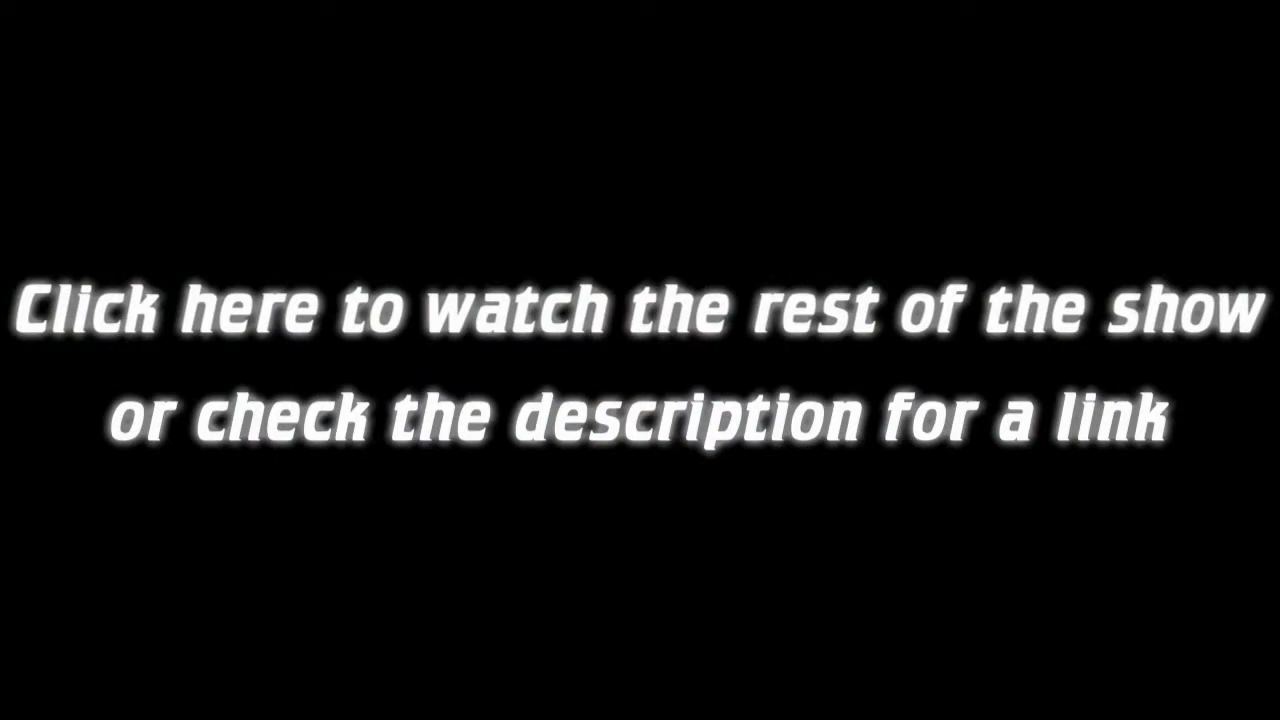 Click here to watch the rest of the show
or check the description for a link